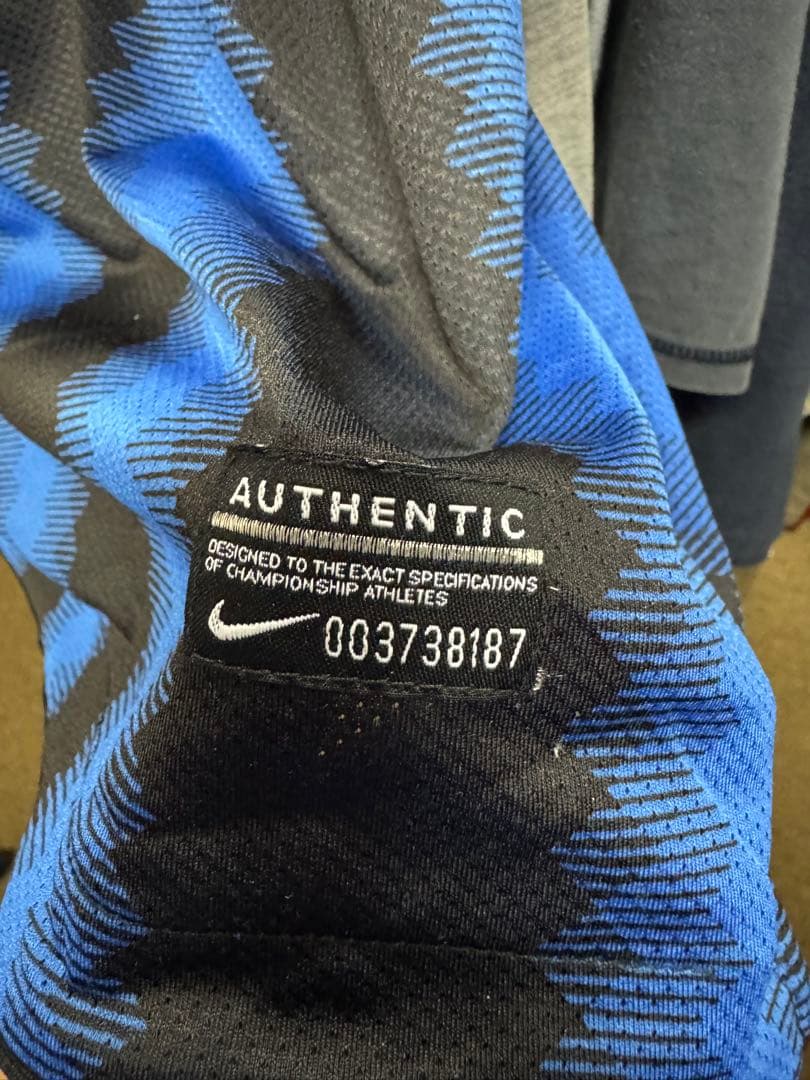 AUTHENTIC
DESIGNED TO THE EXACT SPECIFICATIONS
OF CHAMPIONSHIP ATHLETES
003738187